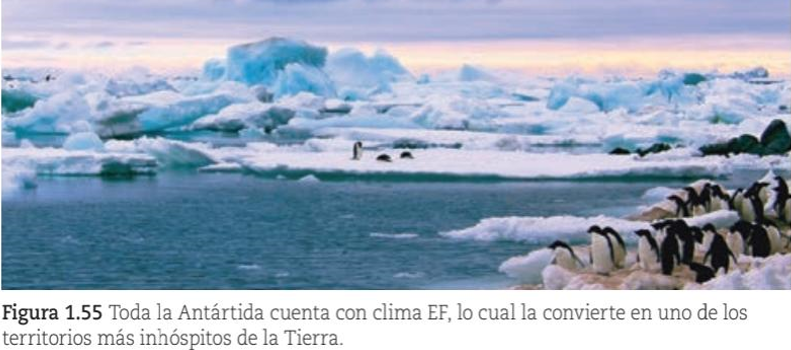 Figura 1.55 Toda la Antártida cuenta con clima EF, lo cual la convierte en uno de los
territorios más inhóspitos de la Tierra.